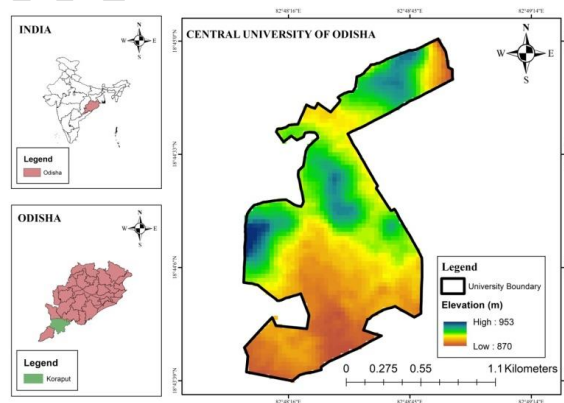 INDIA
N
W E
S
Legend
Odisha
ODISHA
N
W E
S
Legend
Koraput
CENTRAL UNIVERSITY OF ODISHA
N
W E
S
Legend
University Boundary
Elevation (m)
High : 953
Low : 870
0 0.275 0.55 1.1 Kilometers